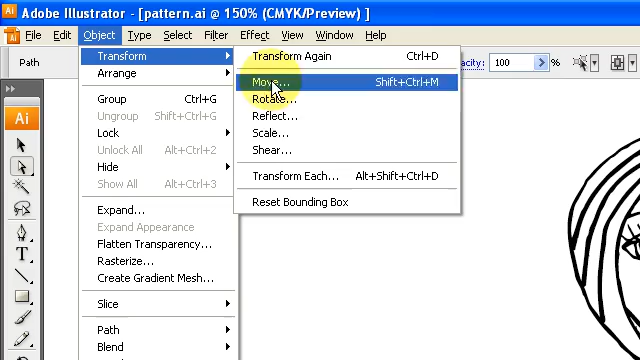 Adobe Illustrator - [pattern.ai @ 150% (CMYK/Preview) ]
File Edit Object Type Select Filter Effect View Window Help
Path
Transform
Arrange
Group Ctrl+G
Ungroup Shift+Ctrl+G
Lock
Unlock All Alt+Ctrl+2
Hide
Show All Alt+Ctrl+3
Expand...
Expand Appearance
Flatten Transparency...
Rasterize...
Create Gradient Mesh...
Slice
Path
Blend
Transform Again Ctrl+D
Move... Shift+Ctrl+M
Rotate...
Reflect...
Scale...
Shear...
Transform Each... Alt+Shift+Ctrl+D
Reset Bounding Box
acity: 100 %
Ai
T